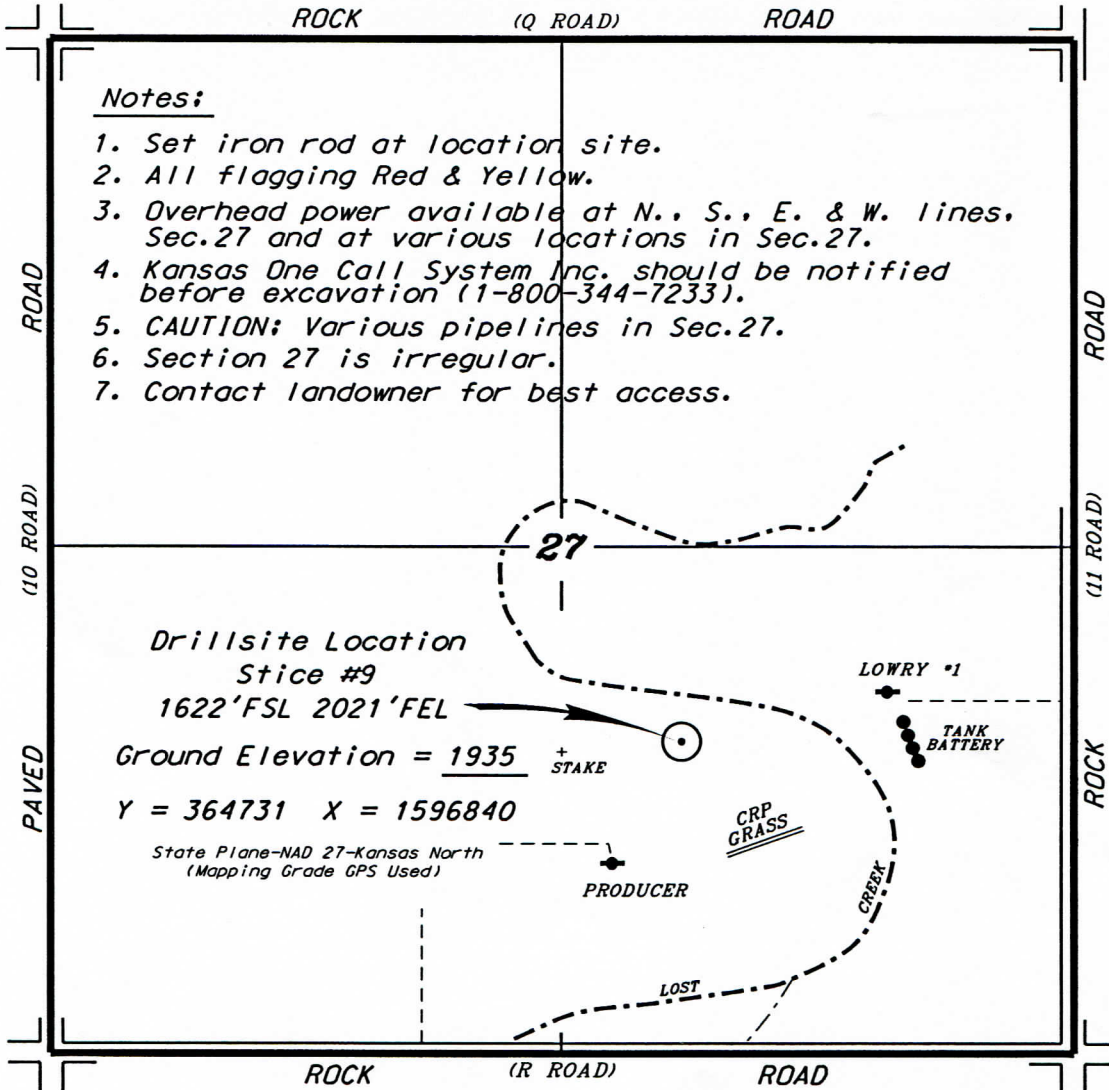 ROCK (Q ROAD) ROAD
Notes:
1. Set iron rod at location site.
2. All flagging Red & Yellow.
3. Overhead power available at N., S., E. & W. lines,
Sec.27 and at various locations in Sec.27.
4. Kansas One Call System Inc. should be notified
before excavation (1-800-344-7233).
5. CAUTION: Various pipelines in Sec.27.
6. Section 27 is irregular.
7. Contact landowner for best access.
ROAD
(10 ROAD)
PAVED
ROAD
(11 ROAD)
ROCK
27
Drillsite Location
Stice #9
1622'FSL 2021'FEL
Ground Elevation = 1935
+
STAKE
Y = 364731 X = 1596840
State Plane-NAD 27-Kansas North
(Mapping Grade GPS Used)
LOWRY #1
TANK
BATTERY
CRP
GRASS
PRODUCER
CREEK
LOST
ROCK (R ROAD) ROAD